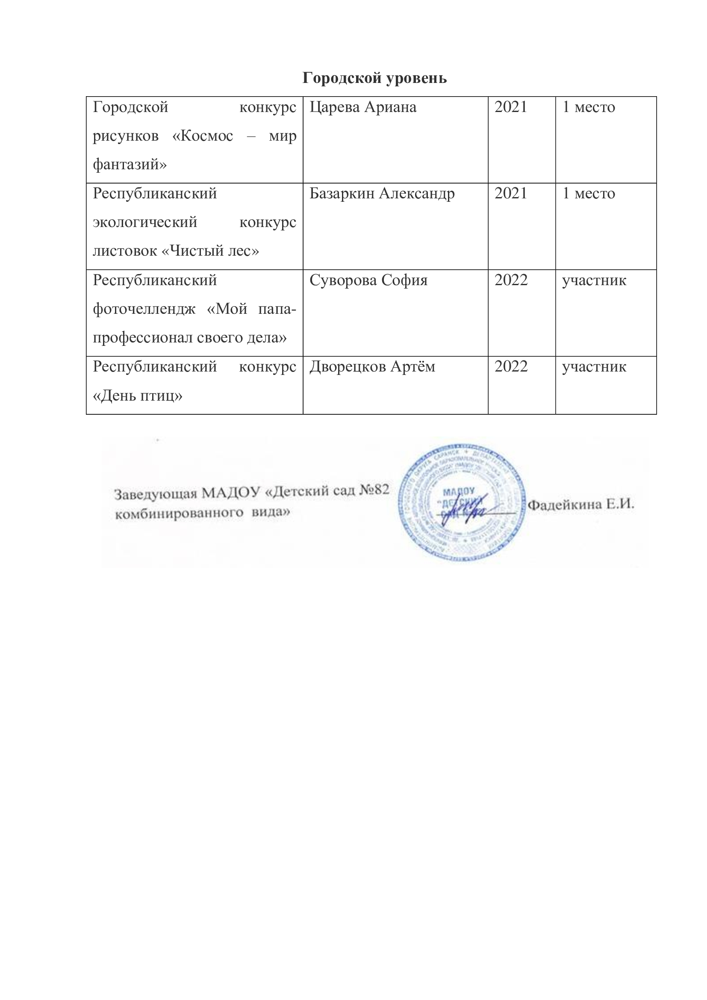 Городской уровень
Городской конкурс
рисунков «Космос – мир
фантазий»
Царева Ариана
2021
1 место
Республиканский
экологический конкурс
листовок «Чистый лес»
Базаркин Александр
2021
1 место
Республиканский
фоточеллендж «Мой папа-
профессионал своего дела»
Суворова София
2022
участник
Республиканский конкурс
«День птиц»
Дворецков Артём
2022
участник
Заведующая МАДОУ «Детский сад №82
комбинированного вида»
МАДОУ
"ДЕТСКИЙ
САД
Фадейкина Е.И.